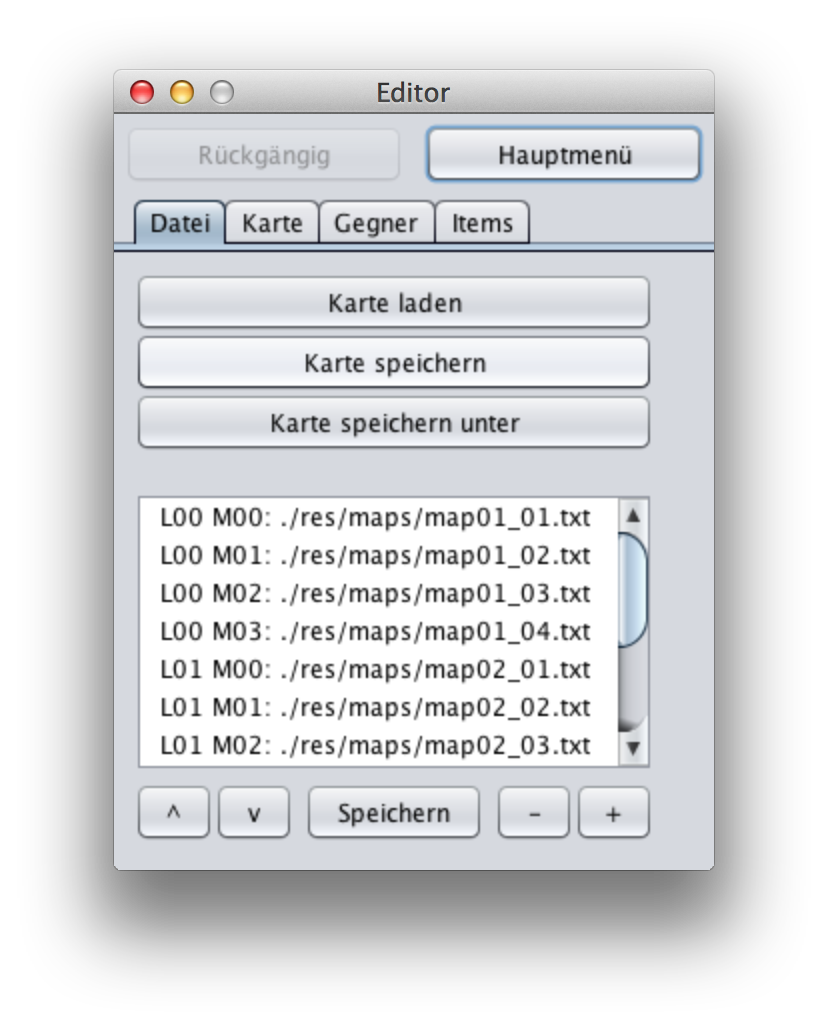 Editor
Rückgängig Hauptmenü
Datei Karte Gegner Items
Karte laden
Karte speichern
Karte speichern unter
L00 M00: ./res/maps/map01_01.txt
L00 M01: ./res/maps/map01_02.txt
L00 M02: ./res/maps/map01_03.txt
L00 M03: ./res/maps/map01_04.txt
L01 M00: ./res/maps/map02_01.txt
L01 M01: ./res/maps/map02_02.txt
L01 M02: ./res/maps/map02_03.txt
^ v Speichern - +